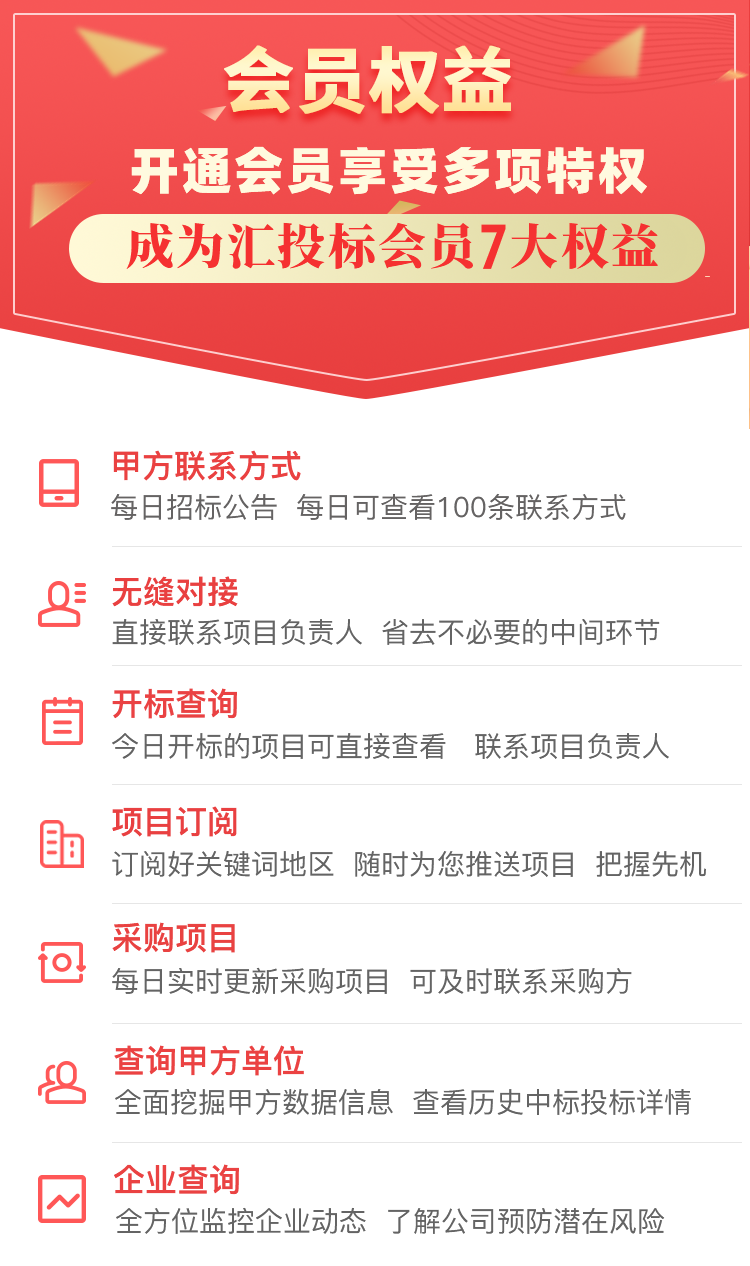 会员权益
开通会员享受多项特权
成为汇投标会员7大权益
甲方联系方式
每日招标公告 每日可查看100条联系方式
无缝对接
直接联系项目负责人 省去不必要的中间环节
开标查询
今日开标的项目可直接查看 联系项目负责人
项目订阅
订阅好关键词地区 随时为您推送项目 把握先机
采购项目
每日实时更新采购项目 可及时联系采购方
查询甲方单位
全面挖掘甲方数据信息 查看历史中标投标详情
企业查询
全方位监控企业动态 了解公司预防潜在风险